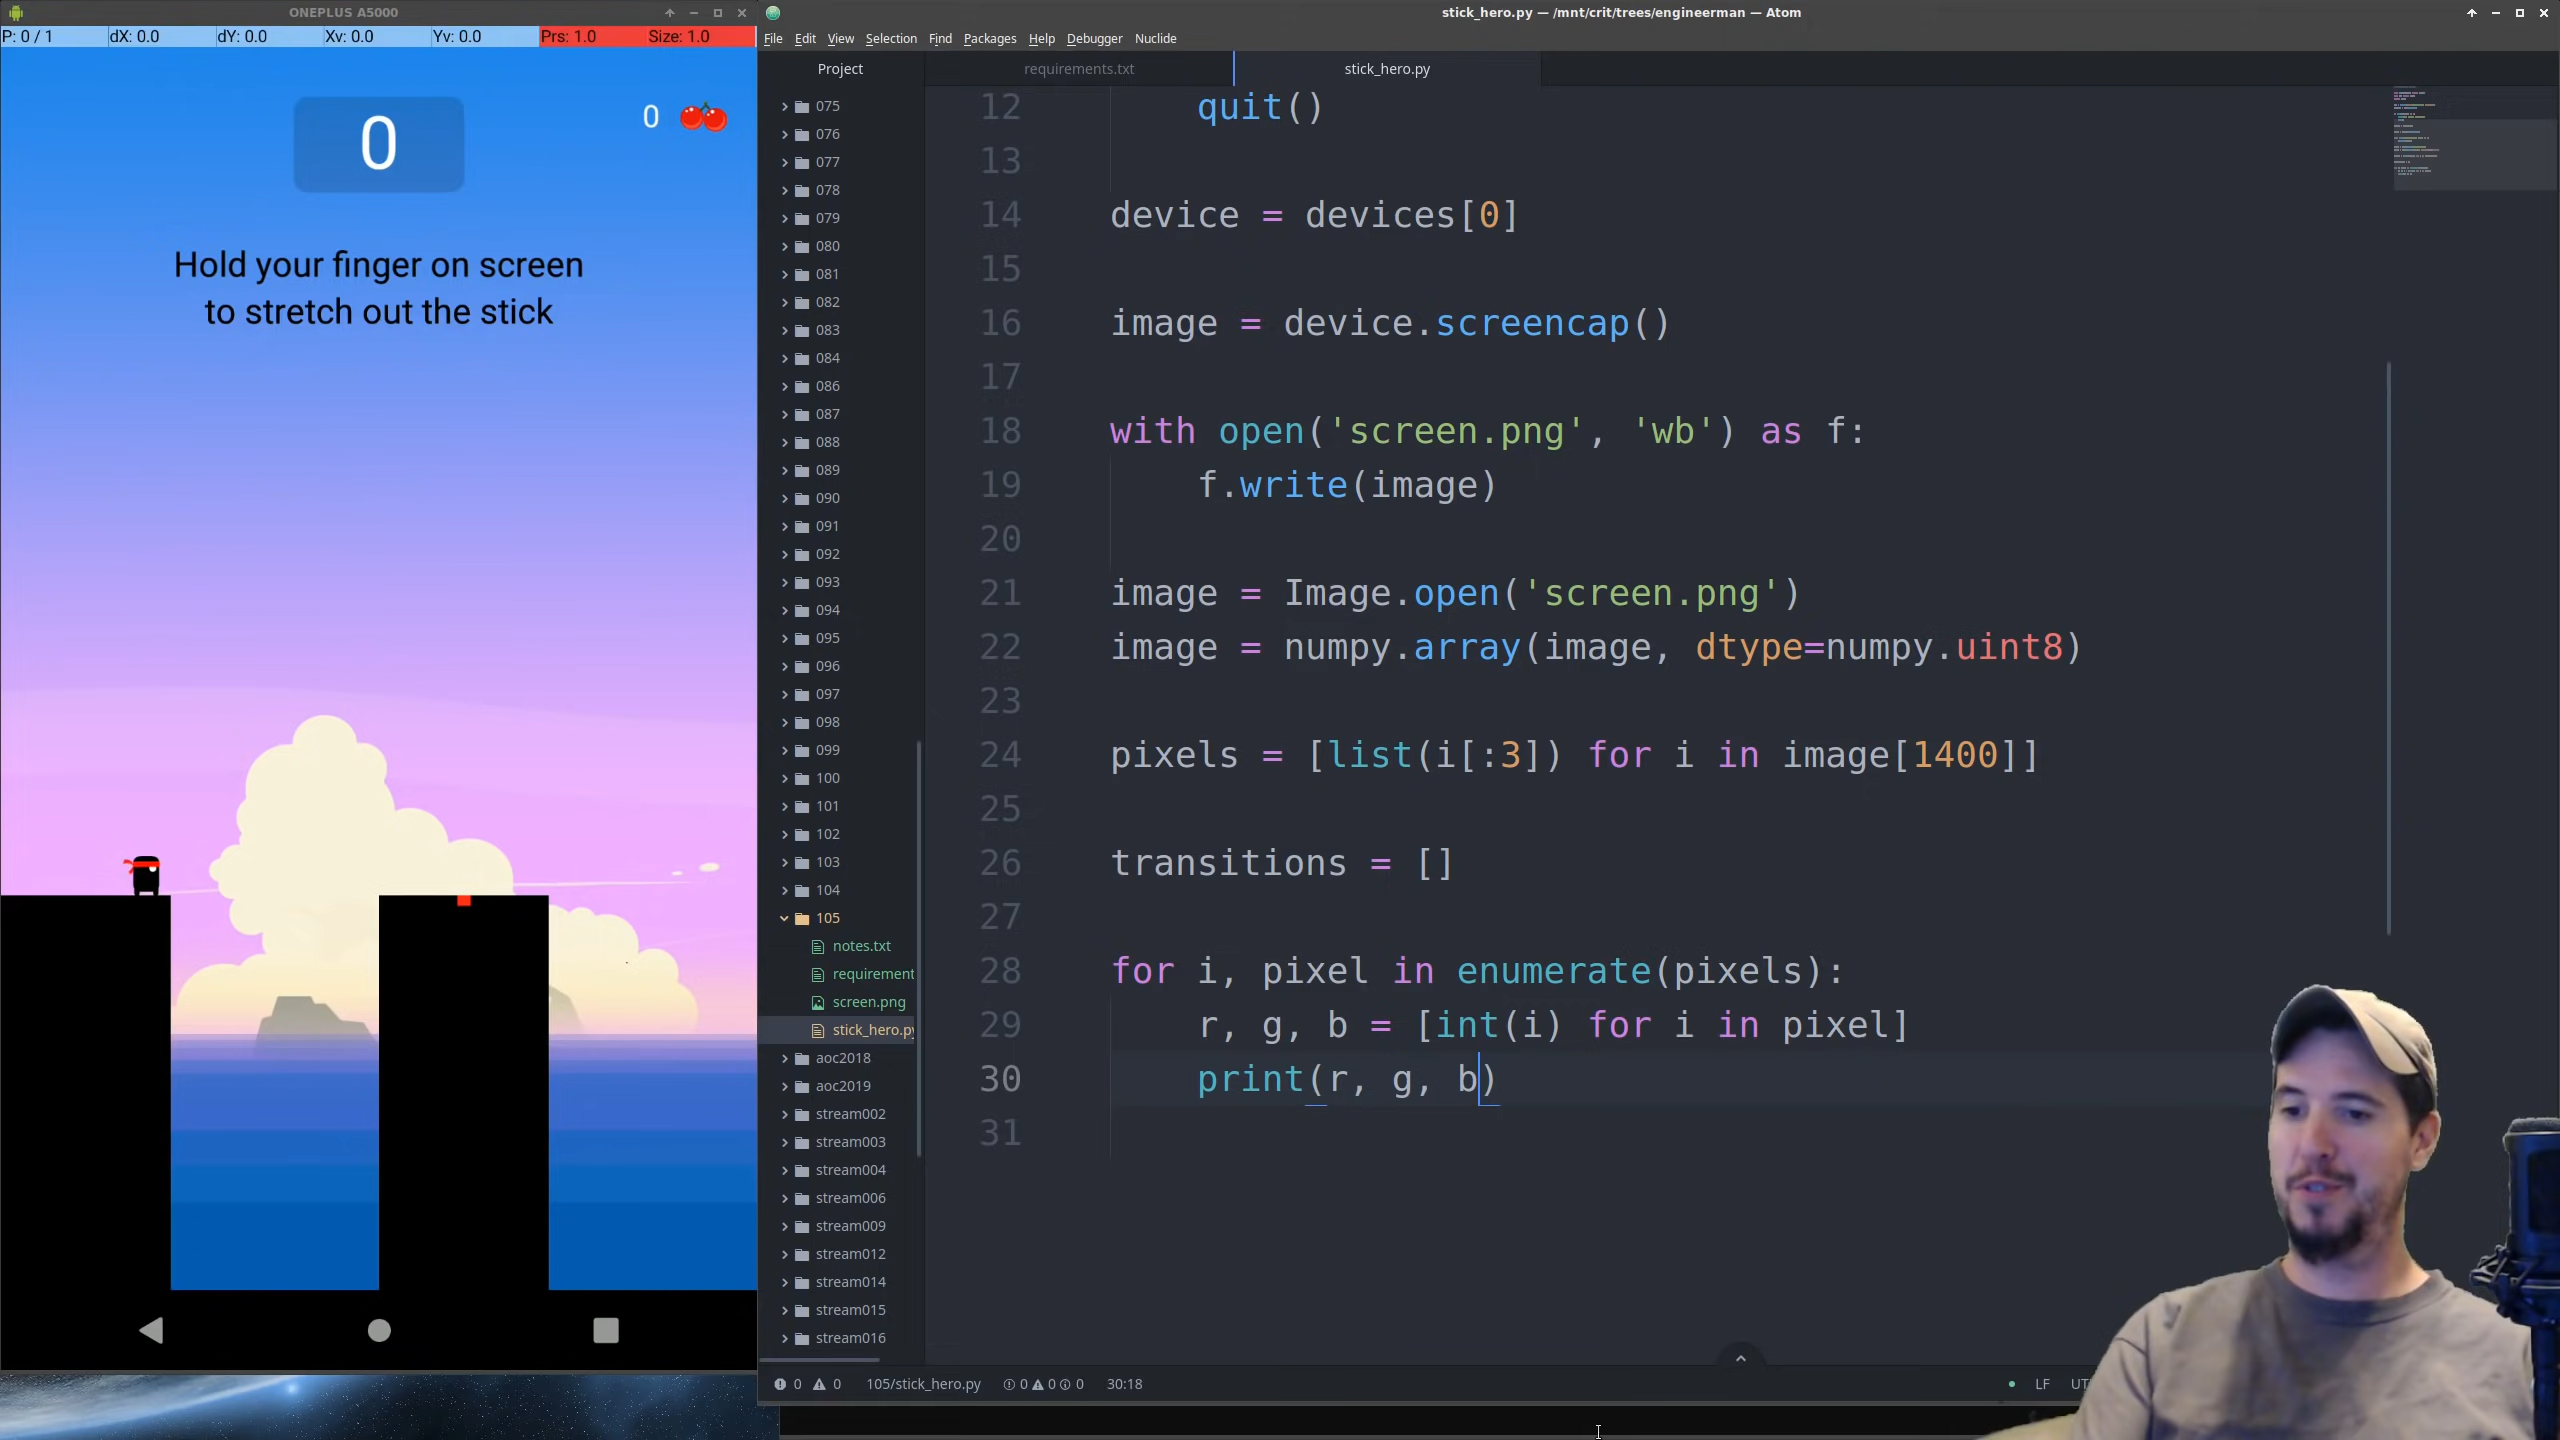 ONEPLUS A5000
P: 0 / 1
dX: 0.0
dY: 0.0
Xv: 0.0
Yv: 0.0
Prs: 1.0
Size: 1.0
0
0
Hold your finger on screen
to stretch out the stick
stick_hero.py — /mnt/crit/trees/engineerman — Atom
File Edit View Selection Find Packages Help Debugger Nuclide
Project
requirements.txt
stick_hero.py
075
076
077
078
079
080
081
082
083
084
086
087
088
089
090
091
092
093
094
095
096
097
098
099
100
101
102
103
104
105
notes.txt
requirement
screen.png
stick_hero.py
aoc2018
aoc2019
stream002
stream003
stream004
stream006
stream009
stream012
stream014
stream015
stream016
12 quit()
13
14 device = devices[0]
15
16 image = device.screencap()
17
18 with open('screen.png', 'wb') as f:
19 f.write(image)
20
21 image = Image.open('screen.png')
22 image = numpy.array(image, dtype=numpy.uint8)
23
24 pixels = [list(i[:3]) for i in image[1400]]
25
26 transitions = []
27
28 for i, pixel in enumerate(pixels):
29 r, g, b = [int(i) for i in pixel]
30 print(r, g, b)
31
0 0 105/stick_hero.py 0 0 0 30:18
LF UT